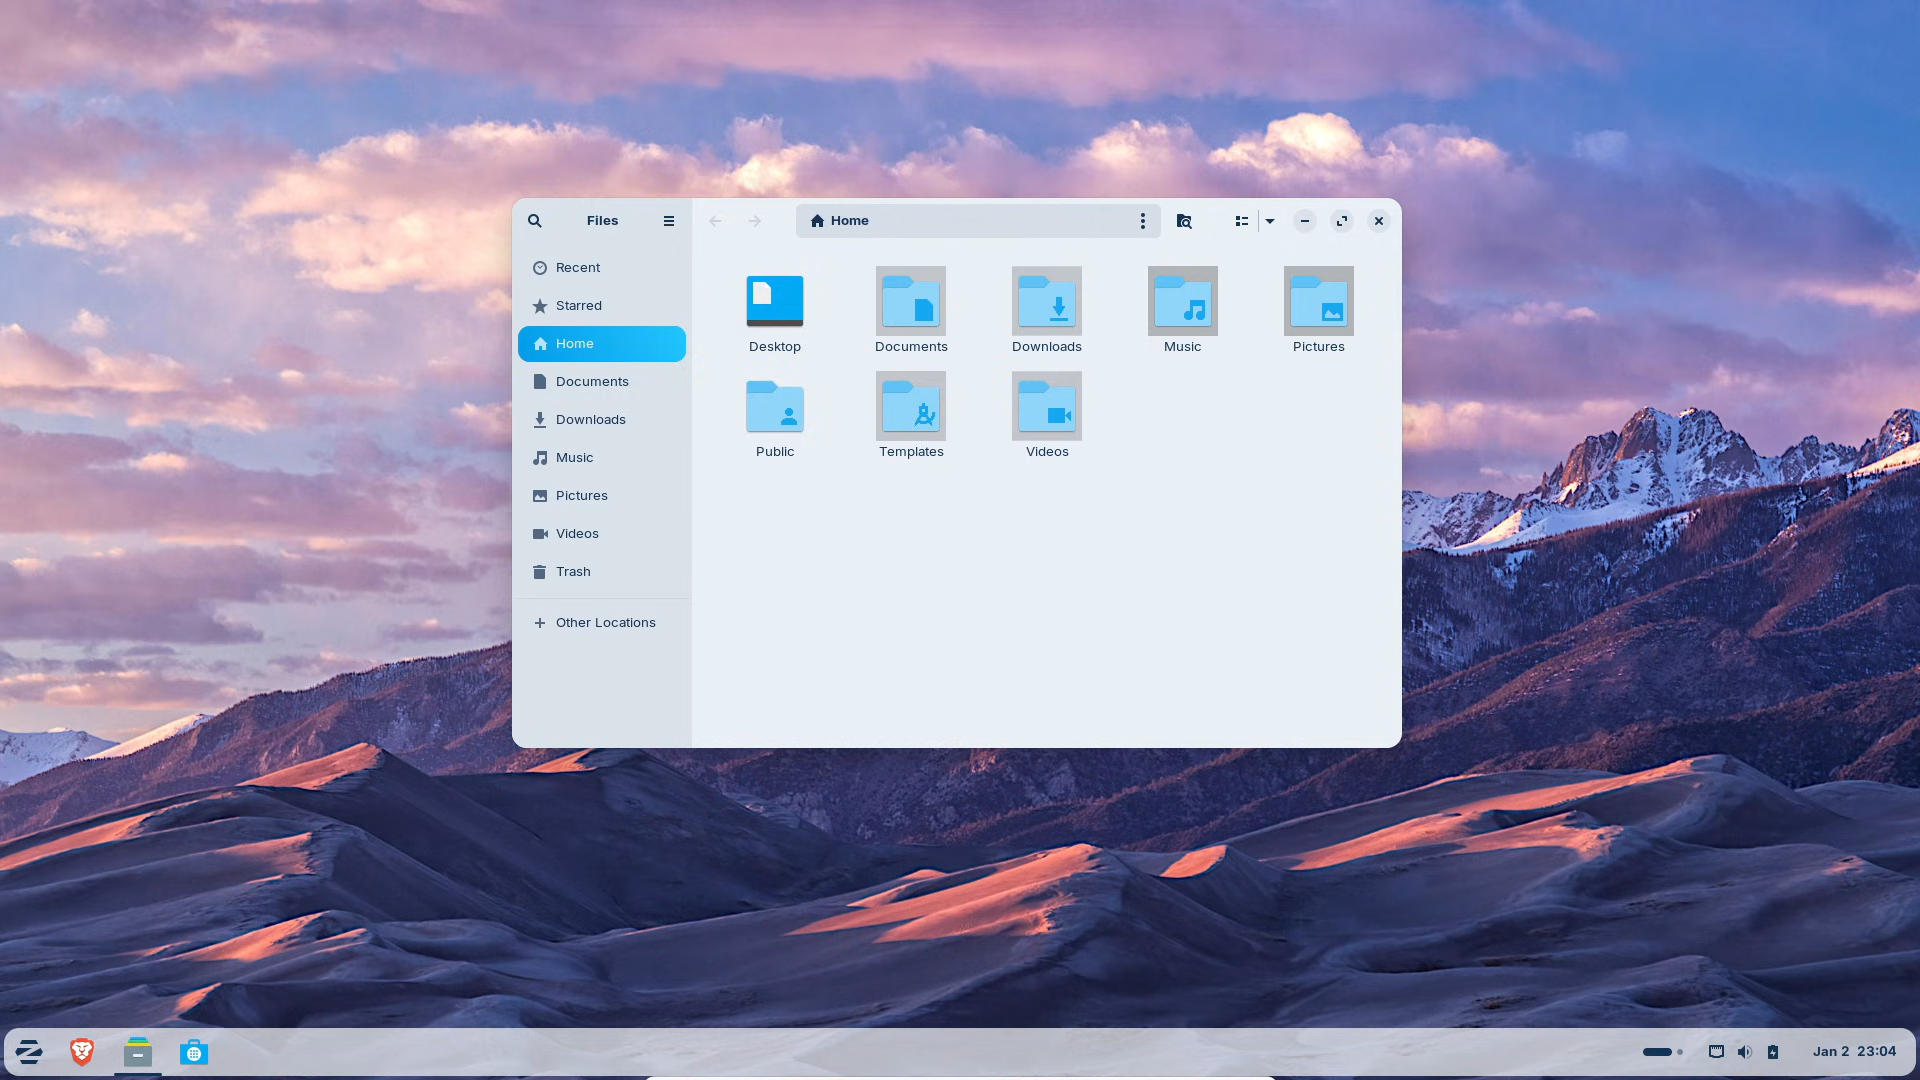 Files
Home
Recent
Starred
Home
Documents
Downloads
Music
Pictures
Videos
Trash
Other Locations
Desktop
Documents
Downloads
Music
Pictures
Public
Templates
Videos
Jan 2 23:04